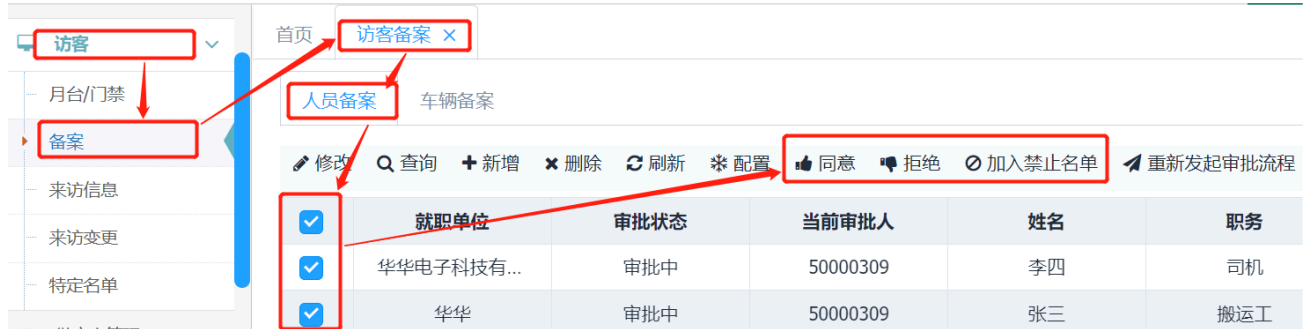 访客
月台/门禁
备案
来访信息
来访变更
特定名单
首页 访客备案 ×
人员备案 车辆备案
修改 查询 新增 删除 刷新 配置 同意 拒绝 加入禁止名单 重新发起审批流程
就职单位 审批状态 当前审批人 姓名 职务
华华电子科技有... 审批中 50000309 李四 司机
华华 审批中 50000309 张三 搬运工